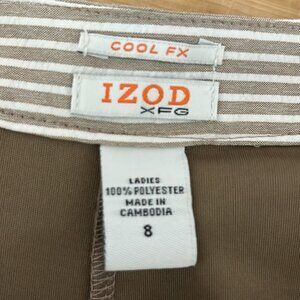 COOL FX
IZOD
XFG
LADIES
100% POLYESTER
MADE IN
CAMBODIA
8